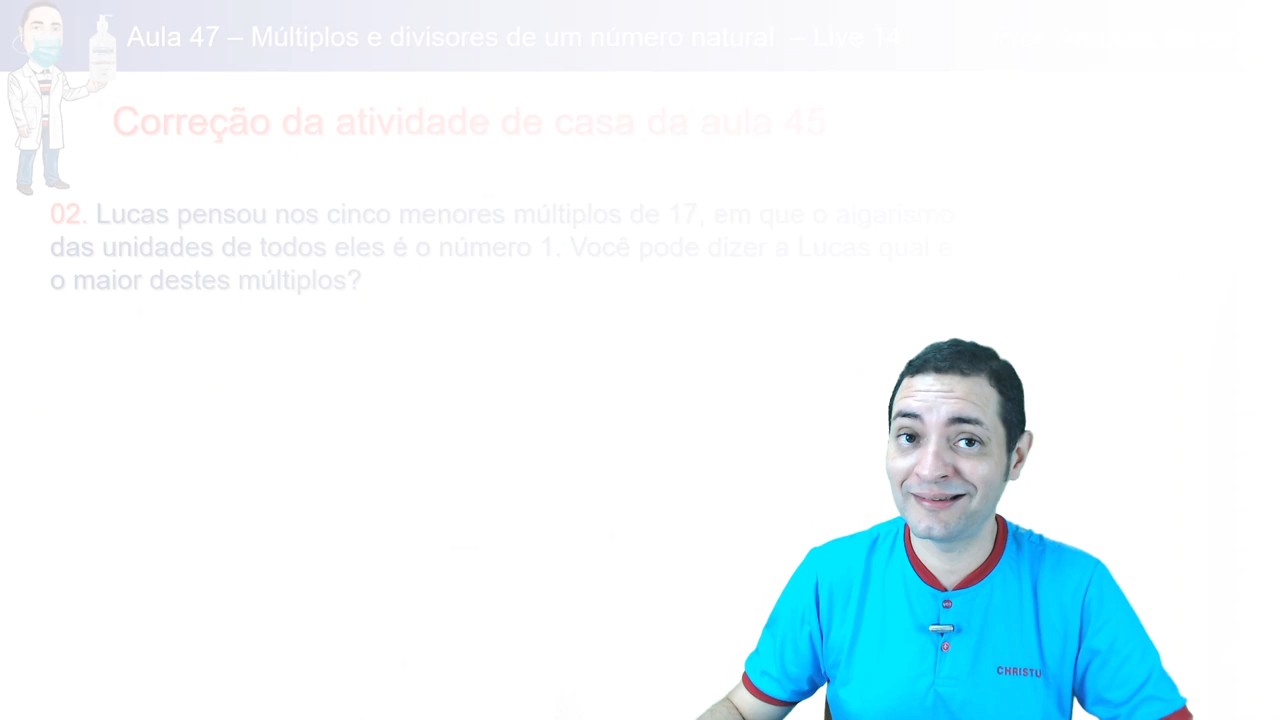 Aula 47 – Múltiplos e divisores de um número natural – Live 14
Correção da atividade de casa da aula 45
02. Lucas pensou nos cinco menores múltiplos de 17, em que o algarismo
das unidades de todos eles é o número 1. Você pode dizer a Lucas qual é
o maior destes múltiplos?
CHRISTU